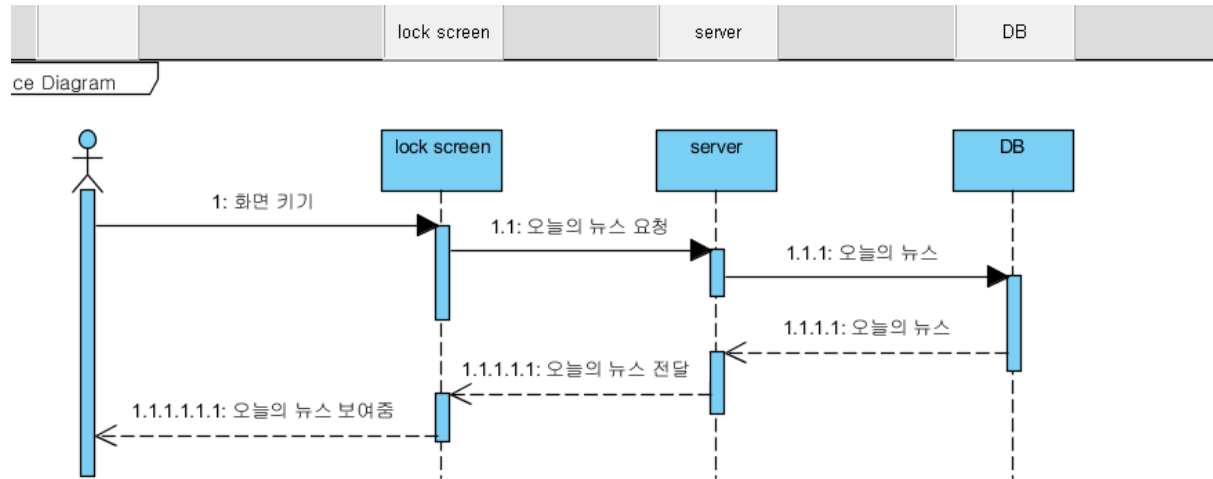 lock screen
server
DB
ce Diagram
lock screen
server
DB
1: 화면 키기
1.1: 오늘의 뉴스 요청
1.1.1: 오늘의 뉴스
1.1.1.1: 오늘의 뉴스
1.1.1.1.1: 오늘의 뉴스 전달
1.1.1.1.1.1: 오늘의 뉴스 보여줌